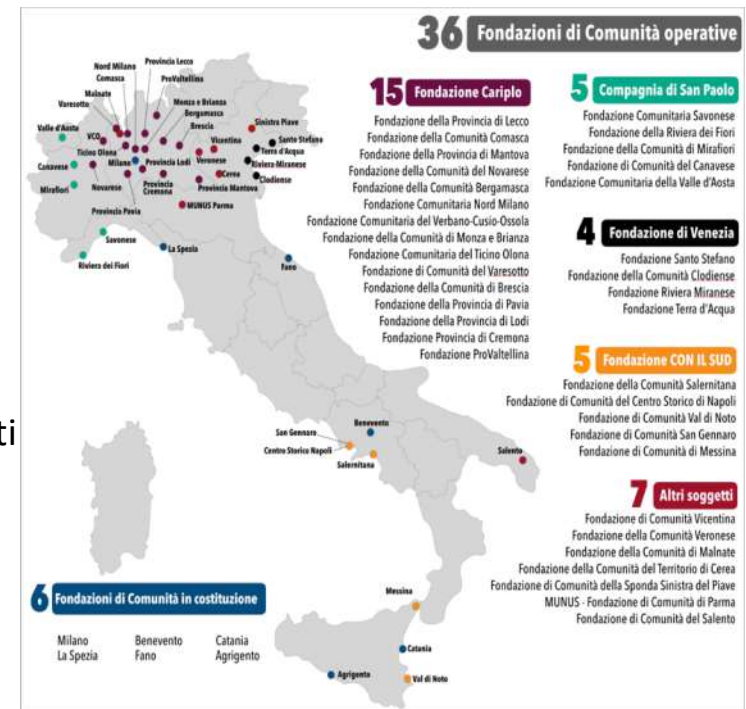 36 Fondazioni di Comunità operative
15 Fondazione Cariplo
Fondazione della Provincia di Lecco
Fondazione della Comunità Comasca
Fondazione della Provincia di Mantova
Fondazione della Comunità del Novarese
Fondazione della Comunità Bergamasca
Fondazione Comunitaria Nord Milano
Fondazione Comunitaria del Verbano-Cusio-Ossola
Fondazione della Comunità di Monza e Brianza
Fondazione Comunitaria del Ticino Olona
Fondazione di Comunità del Varesotto
Fondazione della Comunità di Brescia
Fondazione della Provincia di Pavia
Fondazione della Provincia di Lodi
Fondazione Provincia di Cremona
Fondazione ProValtellina
5 Compagnia di San Paolo
Fondazione Comunitaria Savonese
Fondazione della Riviera dei Fiori
Fondazione della Comunità di Mirafiori
Fondazione di Comunità del Canavese
Fondazione Comunitaria della Valle d'Aosta
4 Fondazione di Venezia
Fondazione Santo Stefano
Fondazione della Comunità Clodiense
Fondazione Riviera Miranese
Fondazione Terra d'Acqua
5 Fondazione CON IL SUD
Fondazione della Comunità Salernitana
Fondazione di Comunità del Centro Storico di Napoli
Fondazione di Comunità Val di Noto
Fondazione di Comunità San Gennaro
Fondazione di Comunità di Messina
7 Altri soggetti
Fondazione di Comunità Vicentina
Fondazione della Comunità Veronese
Fondazione della Comunità di Malnate
Fondazione della Comunità del Territorio di Cerea
Fondazione di Comunità della Sponda Sinistra del Piave
MUNUS - Fondazione di Comunità di Parma
Fondazione di Comunità del Salento
Provincia Lecco
Nord Milano
Comasca
ProValtellina
Malnate
Monza e Brianza
Varesotto
Bergamasca
Valle d'Aosta
VCO
Brescia
Vicentina
Sinistra Piave
Santo Stefano
Terra d'Acqua
Ticino Olona
Canavese
Milano
Provincia Lodi
Veronese
Riviera-Miranese
Mirafiori
Novarese
Provincia Cremona
Cerea
Clodiense
Provincia Mantova
Provincia Pavia
MUNUS Parma
Savonese
La Spezia
Riviera dei Fiori
Fano
ti
Benevento
San Gennaro
Centro Storico Napoli
Salernitana
Salento
Messina
Catania
Agrigento
Val di Noto
6 Fondazioni di Comunità in costituzione
Milano Benevento Catania
La Spezia Fano Agrigento